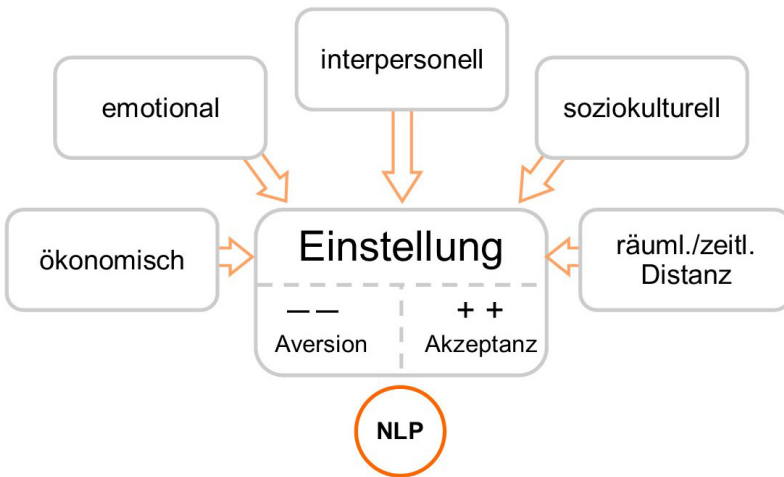 interpersonell
emotional
soziokulturell
ökonomisch
Einstellung
räuml./zeitl.
Distanz
— —
+ +
Aversion
Akzeptanz
NLP